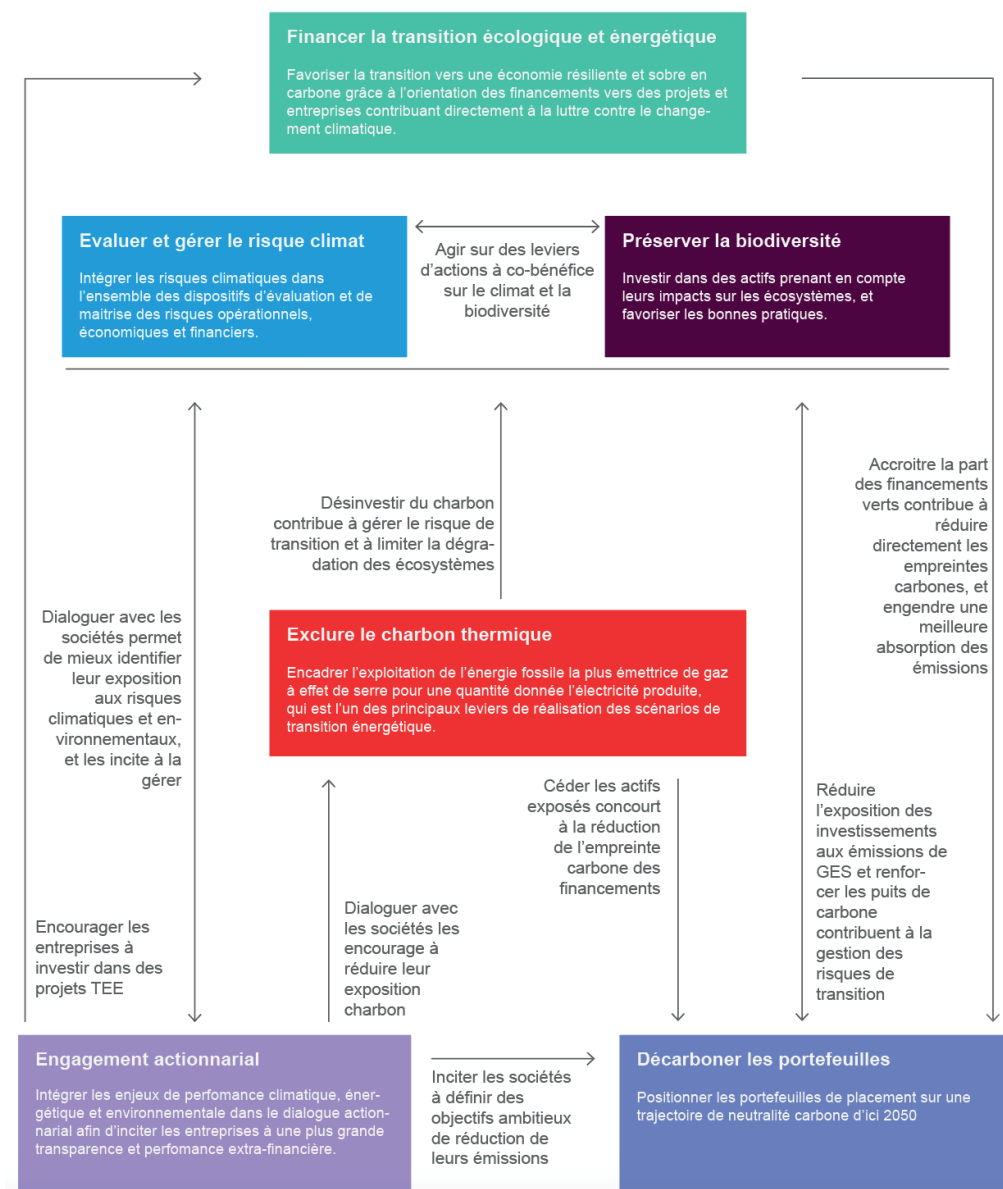 Financer la transition écologique et énergétique
Favoriser la transition vers une économie résiliente et sobre en
carbone grâce à l'orientation des financements vers des projets et
entreprises contribuant directement à la luttre contre le change-
ment climatique.
Evaluer et gérer le risque climat
Intégrer les risques climatiques dans
l'ensemble des dispositifs d'évaluation et de
maitrise des risques opérationnels,
économiques et financiers.
Agir sur des leviers
d'actions à co-bénéfice
sur le climat et la
biodiversité
Préserver la biodiversité
Investir dans des actifs prenant en compte
leurs impacts sur les écosystèmes, et
favoriser les bonnes pratiques.
Accroitre la part
des financements
verts contribue à
réduire
directement les
empreintes
carbones, et
engendre une
meilleure
absorption des
émissions
Désinvestir du charbon
contribue à gérer le risque de
transition et à limiter la dégra-
dation des écosystèmes
Dialoguer avec les
sociétés permet
de mieux identifier
leur exposition
aux risques
climatiques et en-
vironnementaux,
et les incite à la
gérer
Exclure le charbon thermique
Encadrer l'exploitation de l'énergie fossile la plus émettrice de gaz
à effet de serre pour une quantité donnée l'électricité produite,
qui est l'un des principaux leviers de réalisation des scénarios de
transition énergétique.
Céder les actifs
exposés concourt
à la réduction
de l'empreinte
carbone des
financements
Réduire
l'exposition des
investissements
aux émissions de
GES et renfor-
cer les puits de
carbone
contribuent à la
gestion des
risques de
transition
Encourager les
entreprises à
investir dans des
projets TEE
Dialoguer avec
les sociétés les
encourage à
réduire leur
exposition
charbon
Engagement actionnarial
Intégrer les enjeux de perfomance climatique, éner-
gétique et environnementale dans le dialogue action-
narial afin d'inciter les entreprises à une plus grande
transparence et perfomance extra-financière.
Inciter les sociétés
à définir des
objectifs ambitieux
de réduction de
leurs émissions
Décarboner les portefeuilles
Positionner les portefeuilles de placement sur une
trajectoire de neutralité carbone d'ici 2050